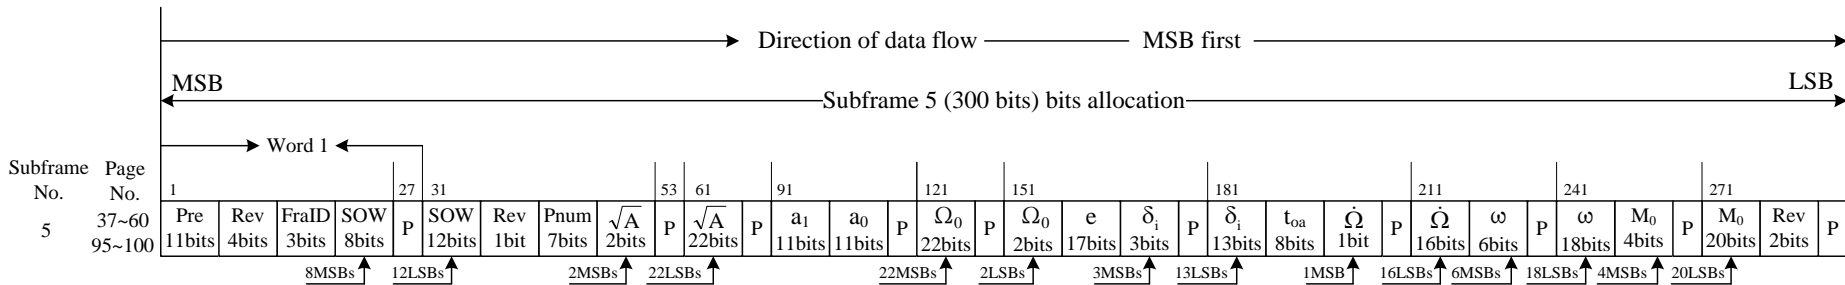 Direction of data flow MSB first
MSB LSB
Subframe 5 (300 bits) bits allocation
Word 1
Subframe No. Page No.
1 27 31 53 61 91 121 151 181 211 241 271
5 37~60 95~100
Pre 11bits
Rev 4bits
FraID 3bits
SOW 8bits
P
SOW 12bits
Rev 1bit
Pnum 7bits
√A 2bits
P
√A 22bits
P
a₁ 11bits
a₀ 11bits
P
Ω₀ 22bits
P
Ω₀ 2bits
e 17bits
δᵢ 3bits
P
δᵢ 13bits
tₒₐ 8bits
Ω̇ 1bit
P
Ω̇ 16bits
ω 6bits
P
ω 18bits
M₀ 4bits
P
M₀ 20bits
Rev 2bits
P
8MSBs 12LSBs 2MSBs 22LSBs 22MSBs 2LSBs 3MSBs 13LSBs 1MSB 16LSBs 6MSBs 18LSBs 4MSBs 20LSBs